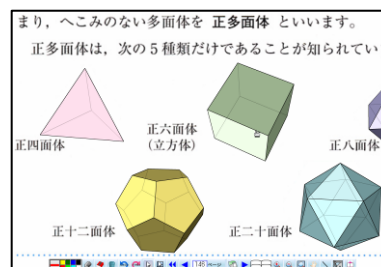 まり，へこみのない多面体を 正多面体 といいます。
正多面体は，次の5種類だけであることが知られてい
正四面体
正六面体
(立方体)
正八面体
正十二面体
正二十面体
146